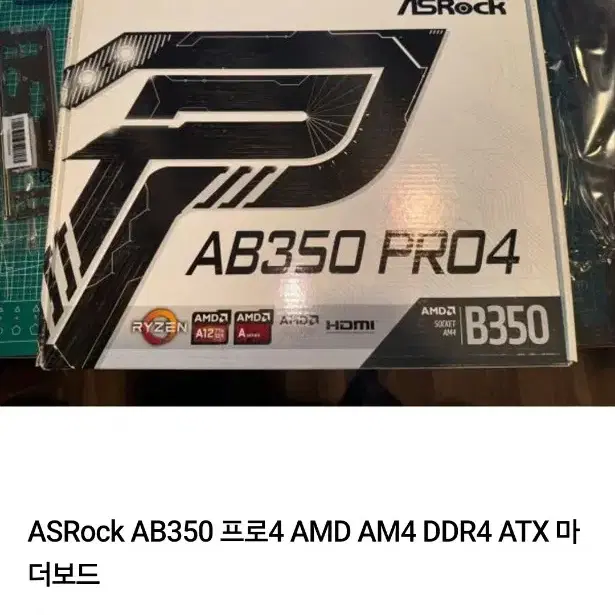 ASRock
AB350 PRO4
RYZEN
AMD
A12
AMD
A Series
AMD
HDMI
AMD
SOCKET
AM4
B350
ASRock AB350 프로4 AMD AM4 DDR4 ATX 마
더보드